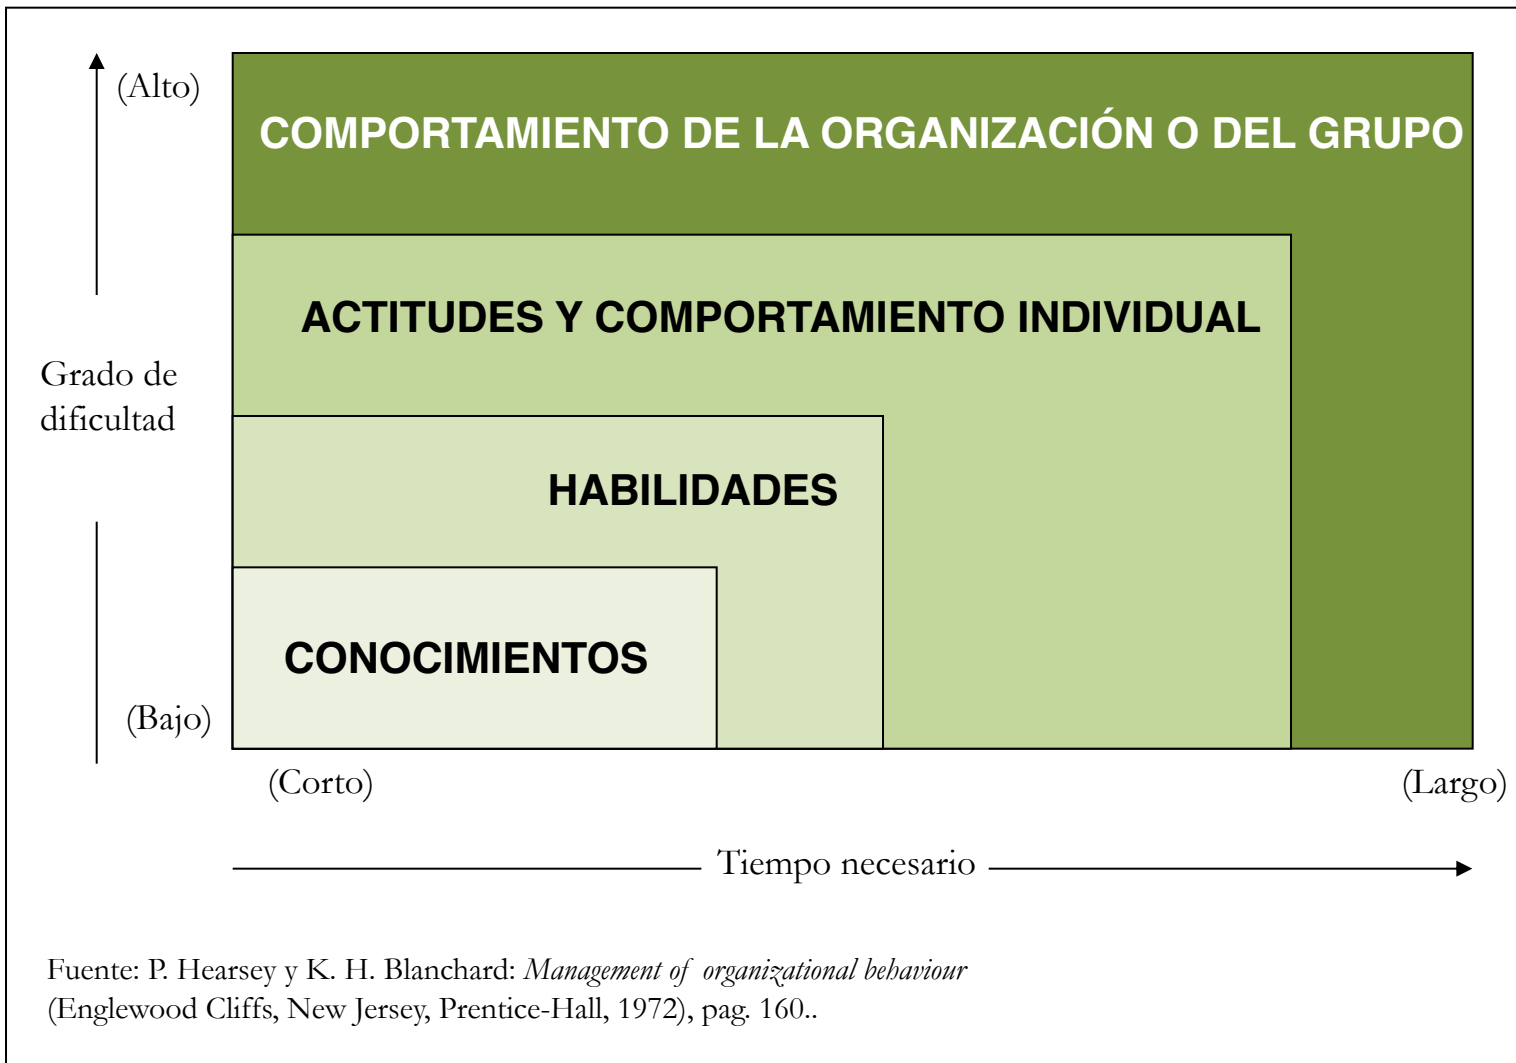 (Alto)
COMPORTAMIENTO DE LA ORGANIZACIÓN O DEL GRUPO
ACTITUDES Y COMPORTAMIENTO INDIVIDUAL
Grado de
dificultad
HABILIDADES
CONOCIMIENTOS
(Bajo)
(Corto)
(Largo)
Tiempo necesario
Fuente: P. Hearsey y K. H. Blanchard: Management of organizational behaviour
(Englewood Cliffs, New Jersey, Prentice-Hall, 1972), pag. 160..